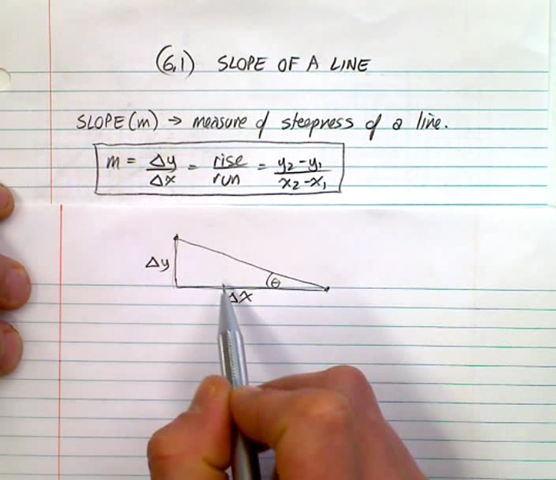 (6.1) SLOPE OF A LINE
SLOPE (m) → measure of steepness of a line.
m = Δy/Δx = rise/run = y₂-y₁/x₂-x₁
Δy
θ
Δx